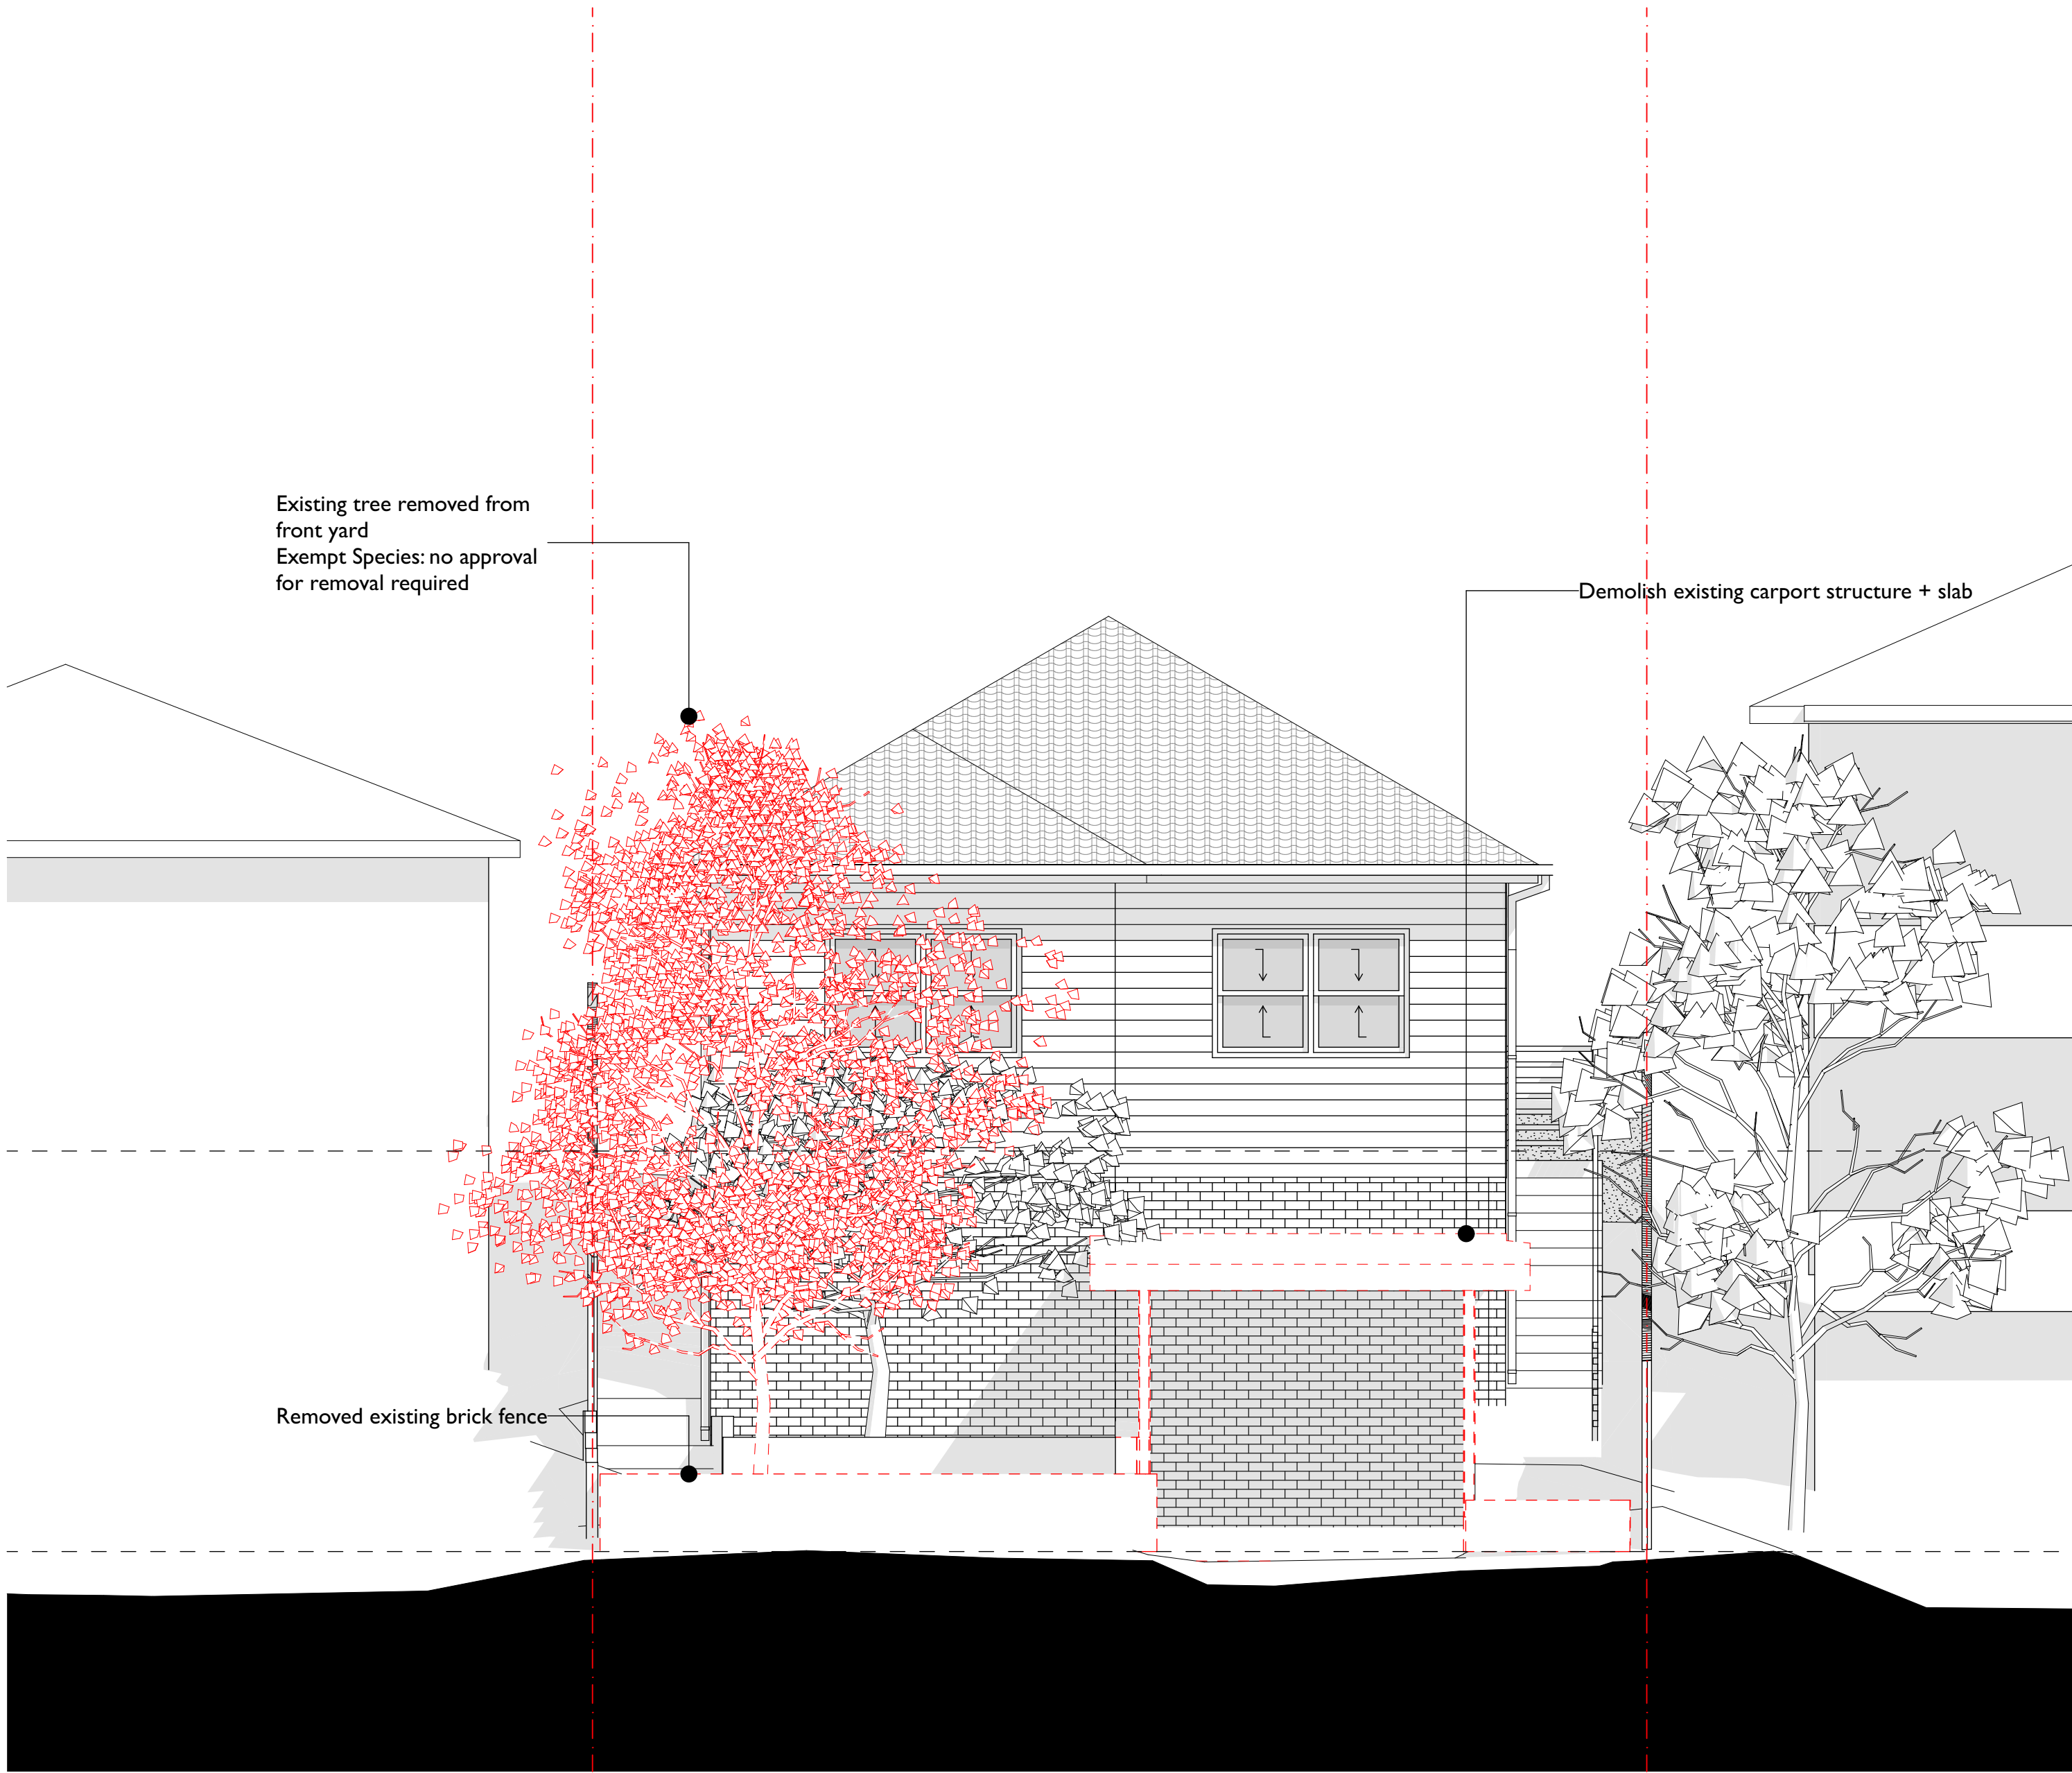 Existing tree removed from
front yard
Exempt Species: no approval
for removal required
Demolish existing carport structure + slab
Removed existing brick fence